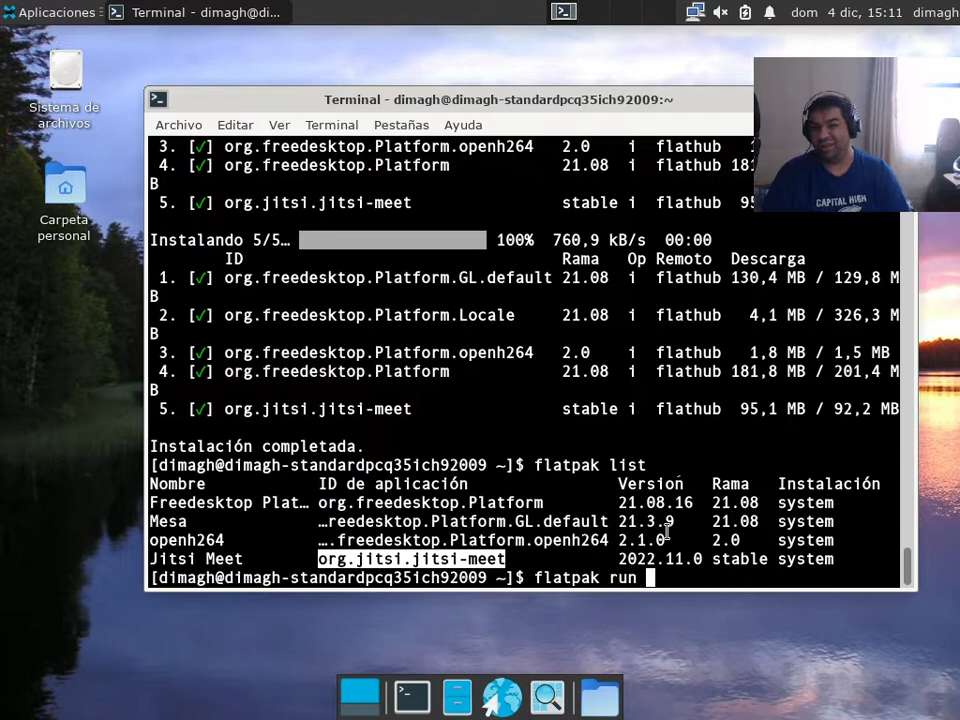 Aplicaciones
Terminal - dimagh@di...
dom 4 dic, 15:11
dimagh
Sistema de
archivos
Carpeta
personal
Terminal - dimagh@dimagh-standardpcq35ich92009:~
Archivo Editar Ver Terminal Pestañas Ayuda
3. [✓] org.freedesktop.Platform.openh264 2.0 i flathub
4. [✓] org.freedesktop.Platform 21.08 i flathub 181
B
5. [✓] org.jitsi.jitsi-meet stable i flathub 95
Instalando 5/5… 100% 760,9 kB/s 00:00
ID Rama Op Remoto Descarga
1. [✓] org.freedesktop.Platform.GL.default 21.08 i flathub 130,4 MB / 129,8 M
B
2. [✓] org.freedesktop.Platform.Locale 21.08 i flathub 4,1 MB / 326,3 M
B
3. [✓] org.freedesktop.Platform.openh264 2.0 i flathub 1,8 MB / 1,5 MB
4. [✓] org.freedesktop.Platform 21.08 i flathub 181,8 MB / 201,4 M
B
5. [✓] org.jitsi.jitsi-meet stable i flathub 95,1 MB / 92,2 MB
Instalación completada.
[dimagh@dimagh-standardpcq35ich92009 ~]$ flatpak list
Nombre ID de aplicación Versión Rama Instalación
Freedesktop Plat… org.freedesktop.Platform 21.08.16 21.08 system
Mesa …reedesktop.Platform.GL.default 21.3.9 21.08 system
openh264 ….freedesktop.Platform.openh264 2.1.0 2.0 system
Jitsi Meet org.jitsi.jitsi-meet 2022.11.0 stable system
[dimagh@dimagh-standardpcq35ich92009 ~]$ flatpak run
CAPITAL HIGH